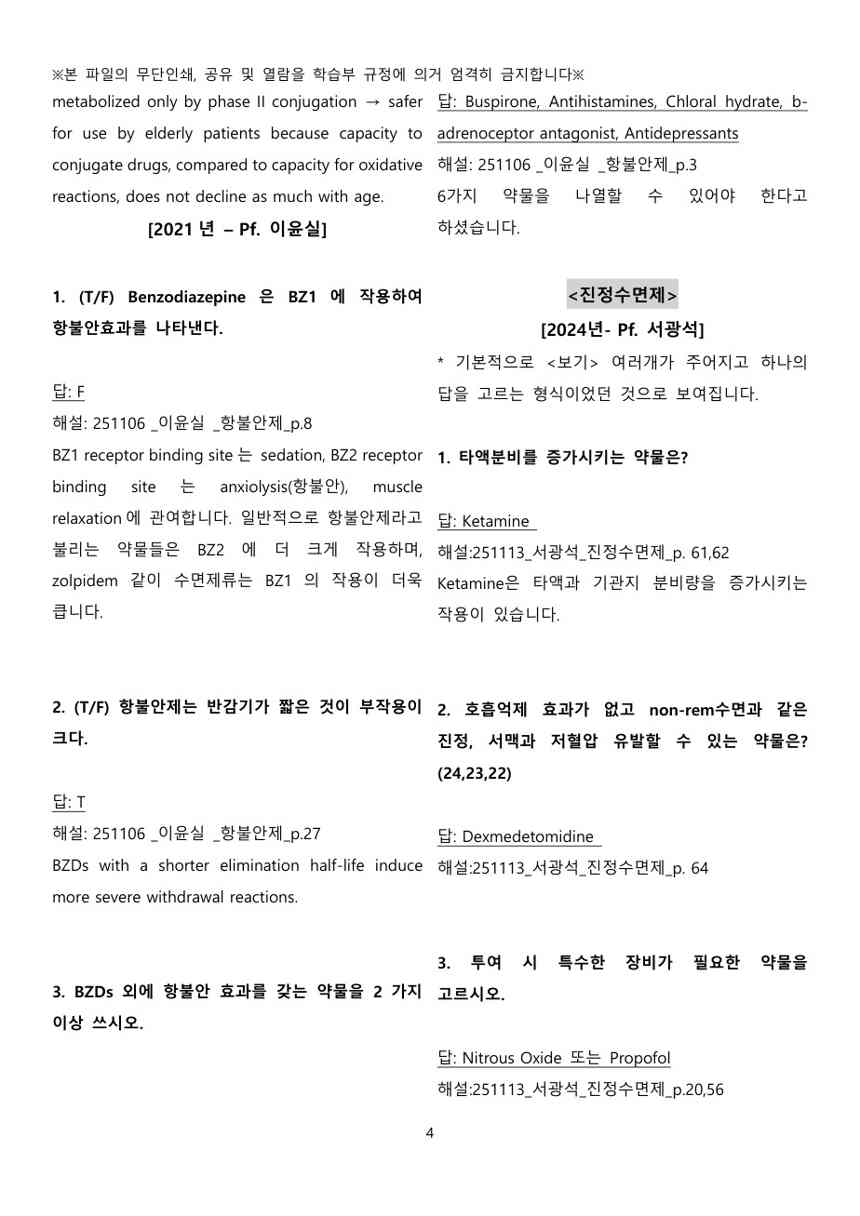 ※본 파일의 무단인쇄, 공유 및 열람을 학습부 규정에 의거 엄격히 금지합니다※
metabolized only by phase II conjugation → safer
for use by elderly patients because capacity to
conjugate drugs, compared to capacity for oxidative
reactions, does not decline as much with age.
[2021 년 – Pf. 이윤실]
1. (T/F) Benzodiazepine 은 BZ1 에 작용하여
항불안효과를 나타낸다.
답: F
해설: 251106 _이윤실 _항불안제_p.8
BZ1 receptor binding site 는 sedation, BZ2 receptor
binding site 는 anxiolysis(항불안), muscle
relaxation 에 관여합니다. 일반적으로 항불안제라고
불리는 약물들은 BZ2 에 더 크게 작용하며,
zolpidem 같이 수면제류는 BZ1 의 작용이 더욱
큽니다.
2. (T/F) 항불안제는 반감기가 짧은 것이 부작용이
크다.
답: T
해설: 251106 _이윤실 _항불안제_p.27
BZDs with a shorter elimination half-life induce
more severe withdrawal reactions.
3. BZDs 외에 항불안 효과를 갖는 약물을 2 가지
이상 쓰시오.
답: Buspirone, Antihistamines, Chloral hydrate, b-
adrenoceptor antagonist, Antidepressants
해설: 251106 _이윤실 _항불안제_p.3
6가지 약물을 나열할 수 있어야 한다고
하셨습니다.
<진정수면제>
[2024년- Pf. 서광석]
* 기본적으로 <보기> 여러개가 주어지고 하나의
답을 고르는 형식이었던 것으로 보여집니다.
1. 타액분비를 증가시키는 약물은?
답: Ketamine
해설:251113_서광석_진정수면제_p. 61,62
Ketamine은 타액과 기관지 분비량을 증가시키는
작용이 있습니다.
2. 호흡억제 효과가 없고 non-rem수면과 같은
진정, 서맥과 저혈압 유발할 수 있는 약물은?
(24,23,22)
답: Dexmedetomidine
해설:251113_서광석_진정수면제_p. 64
3. 투여 시 특수한 장비가 필요한 약물을
고르시오.
답: Nitrous Oxide 또는 Propofol
해설:251113_서광석_진정수면제_p.20,56
4